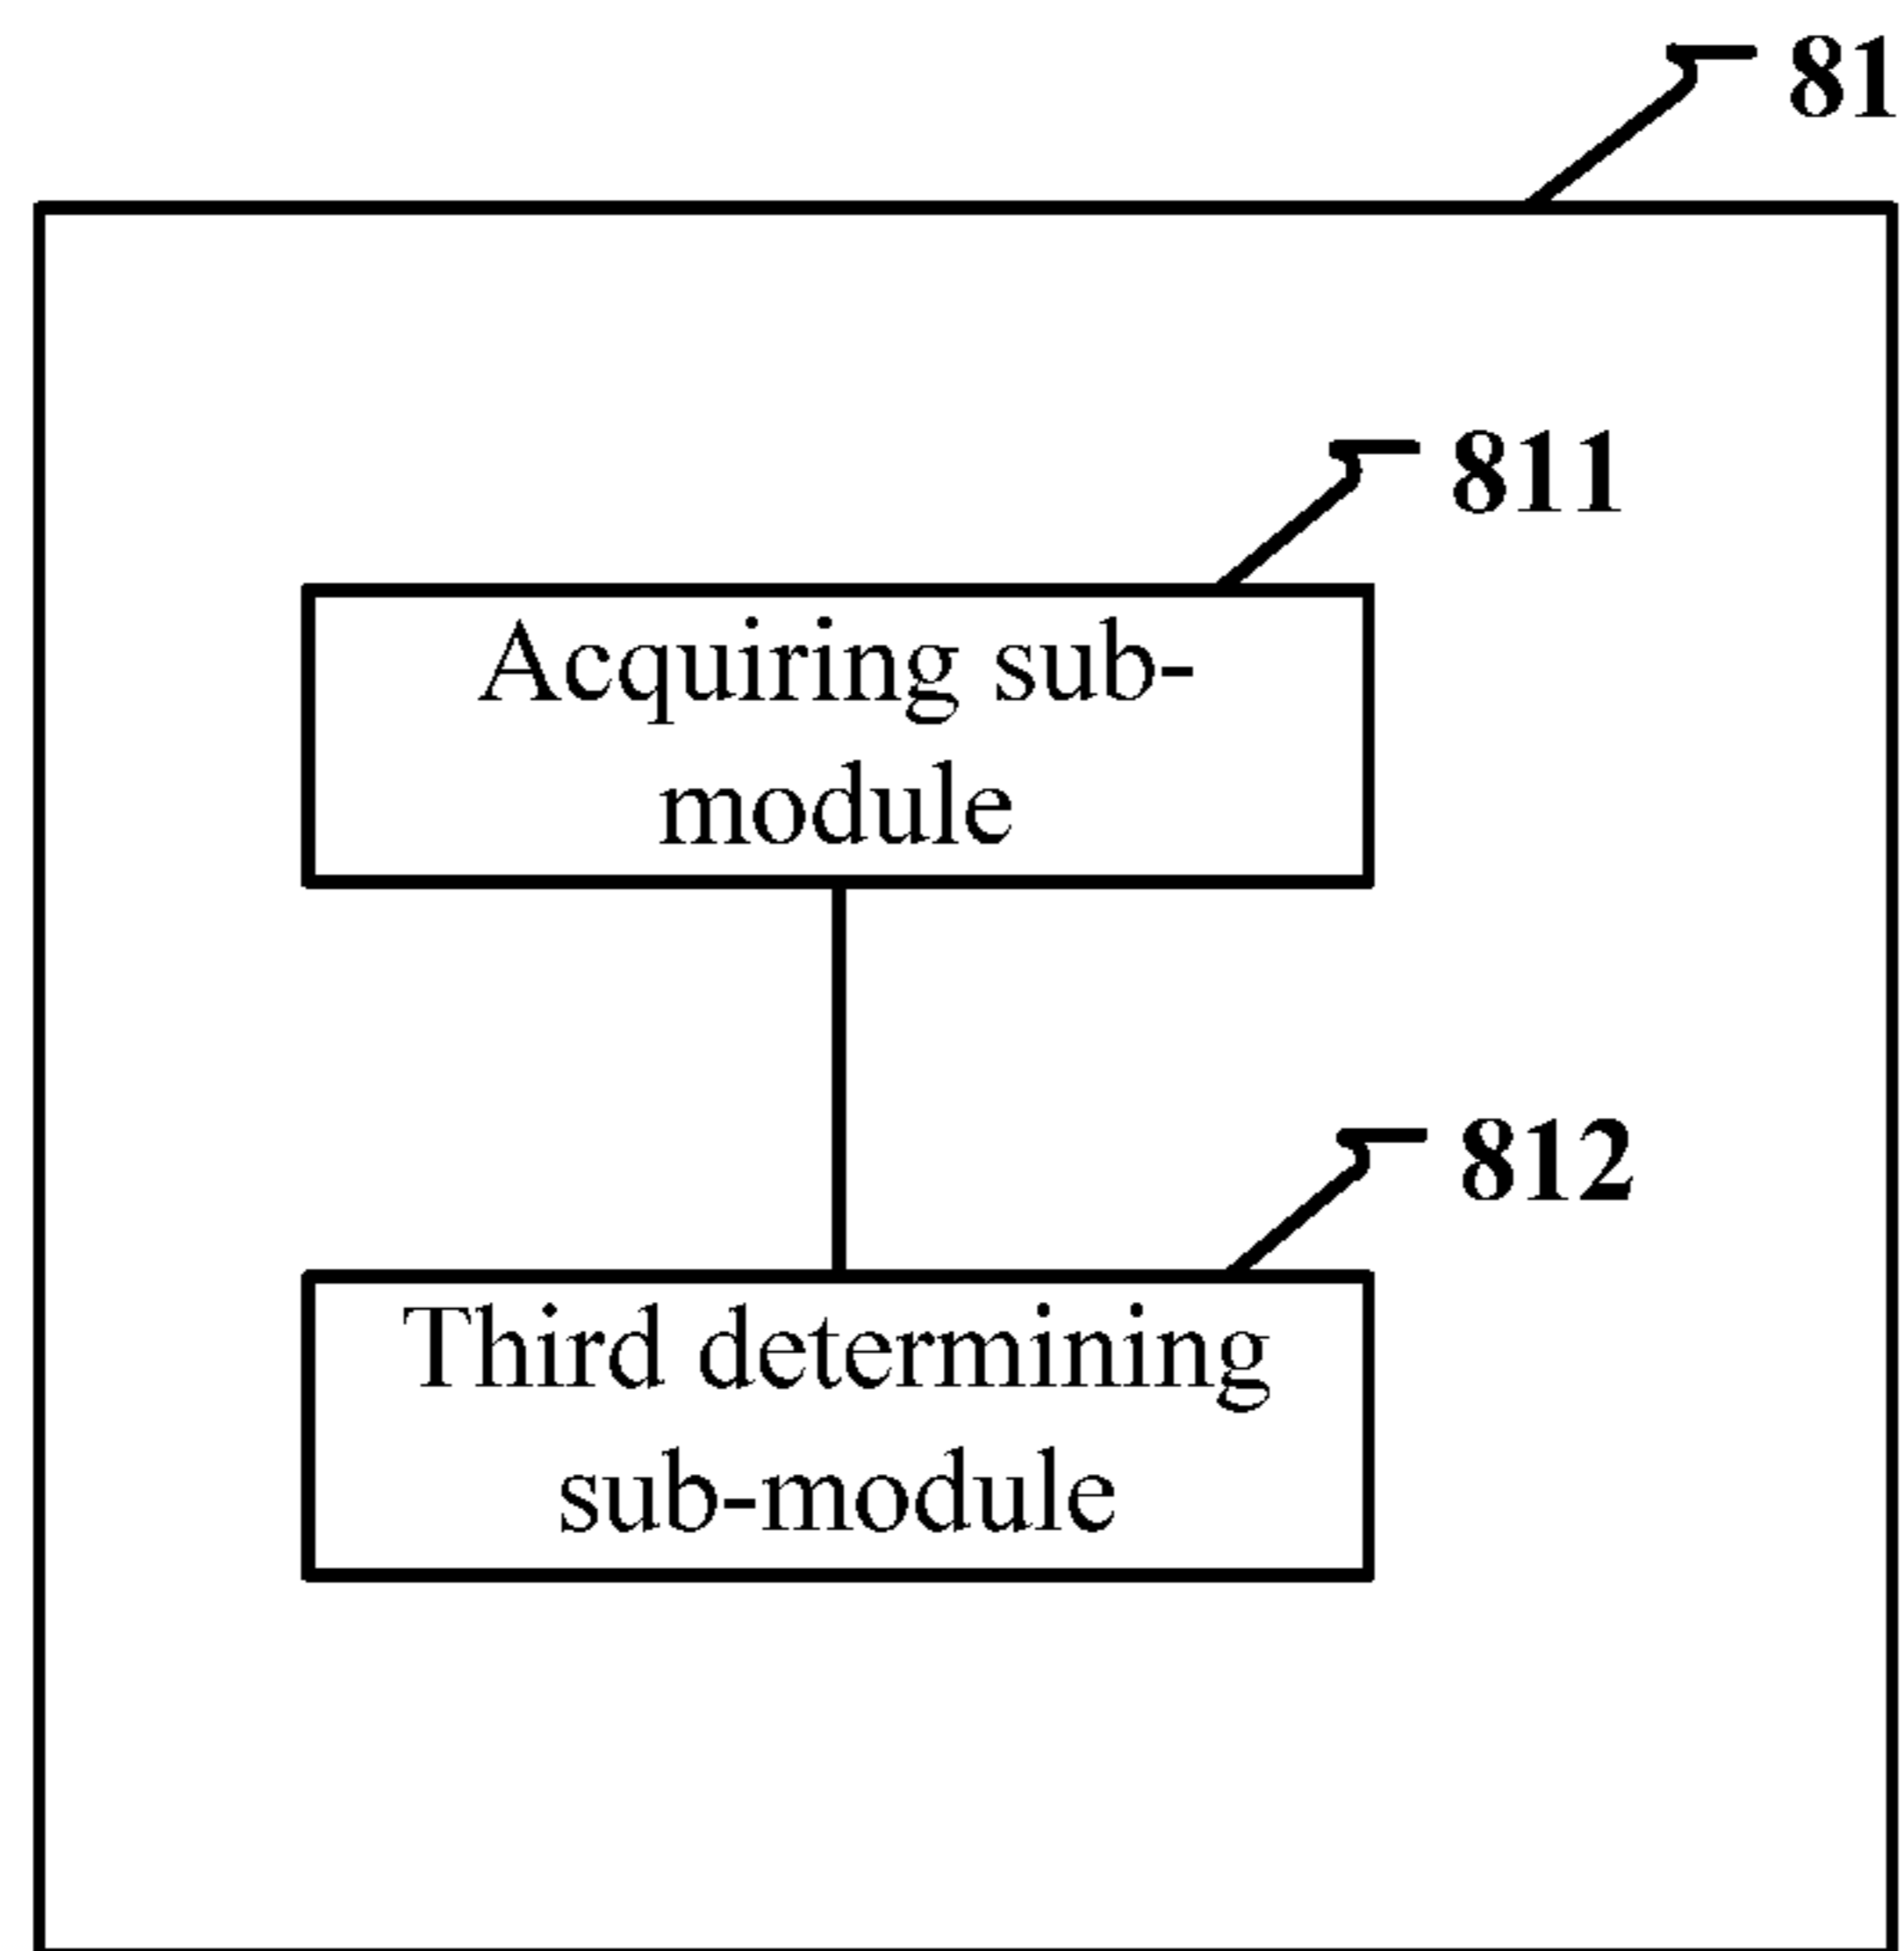 81
811
Acquiring sub-
module
812
Third determining
sub-module